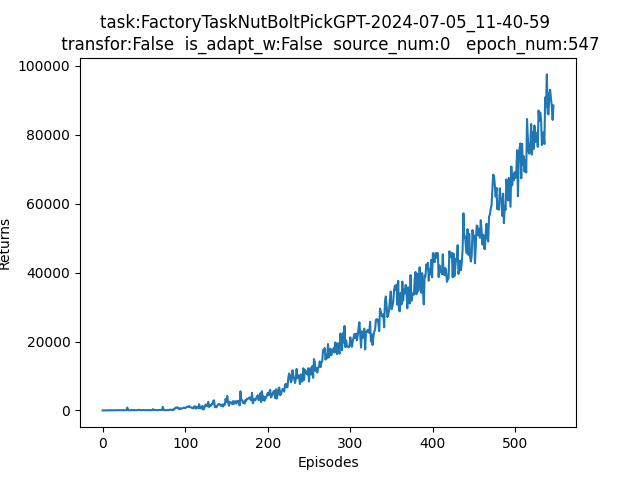 task:FactoryTaskNutBoltPickGPT-2024-07-05_11-40-59
transfor:False is_adapt_w:False source_num:0 epoch_num:547
100000
80000
60000
40000
20000
0
Returns
0 100 200 300 400 500
Episodes